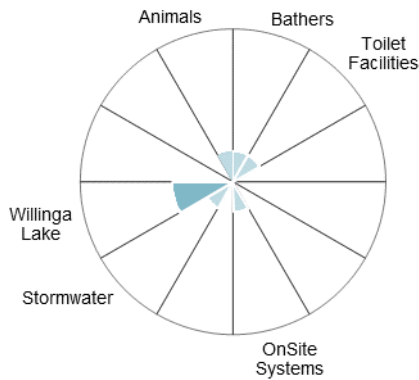 Animals
Bathers
Toilet
Facilities
Willinga
Lake
Stormwater
OnSite
Systems